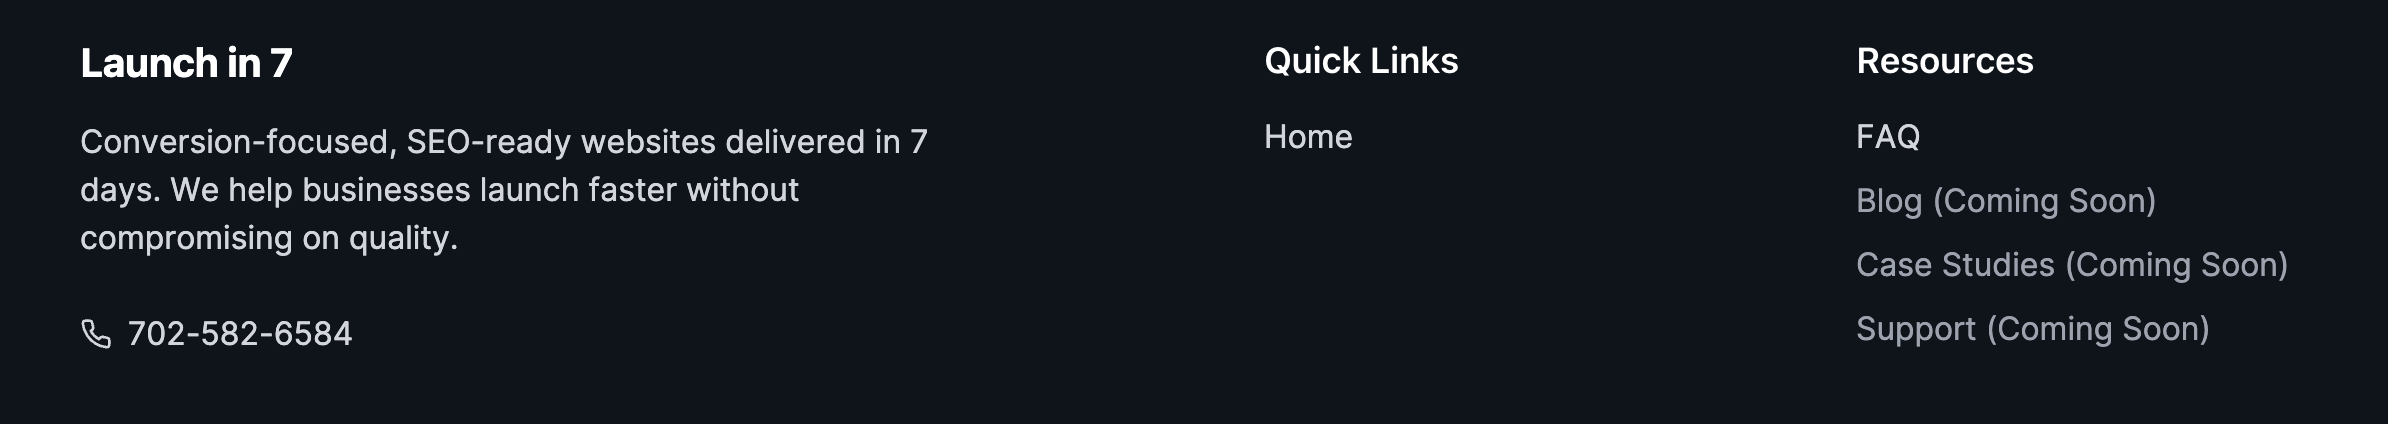 Launch in 7
Conversion-focused, SEO-ready websites delivered in 7
days. We help businesses launch faster without
compromising on quality.
702-582-6584
Quick Links
Home
Resources
FAQ
Blog (Coming Soon)
Case Studies (Coming Soon)
Support (Coming Soon)